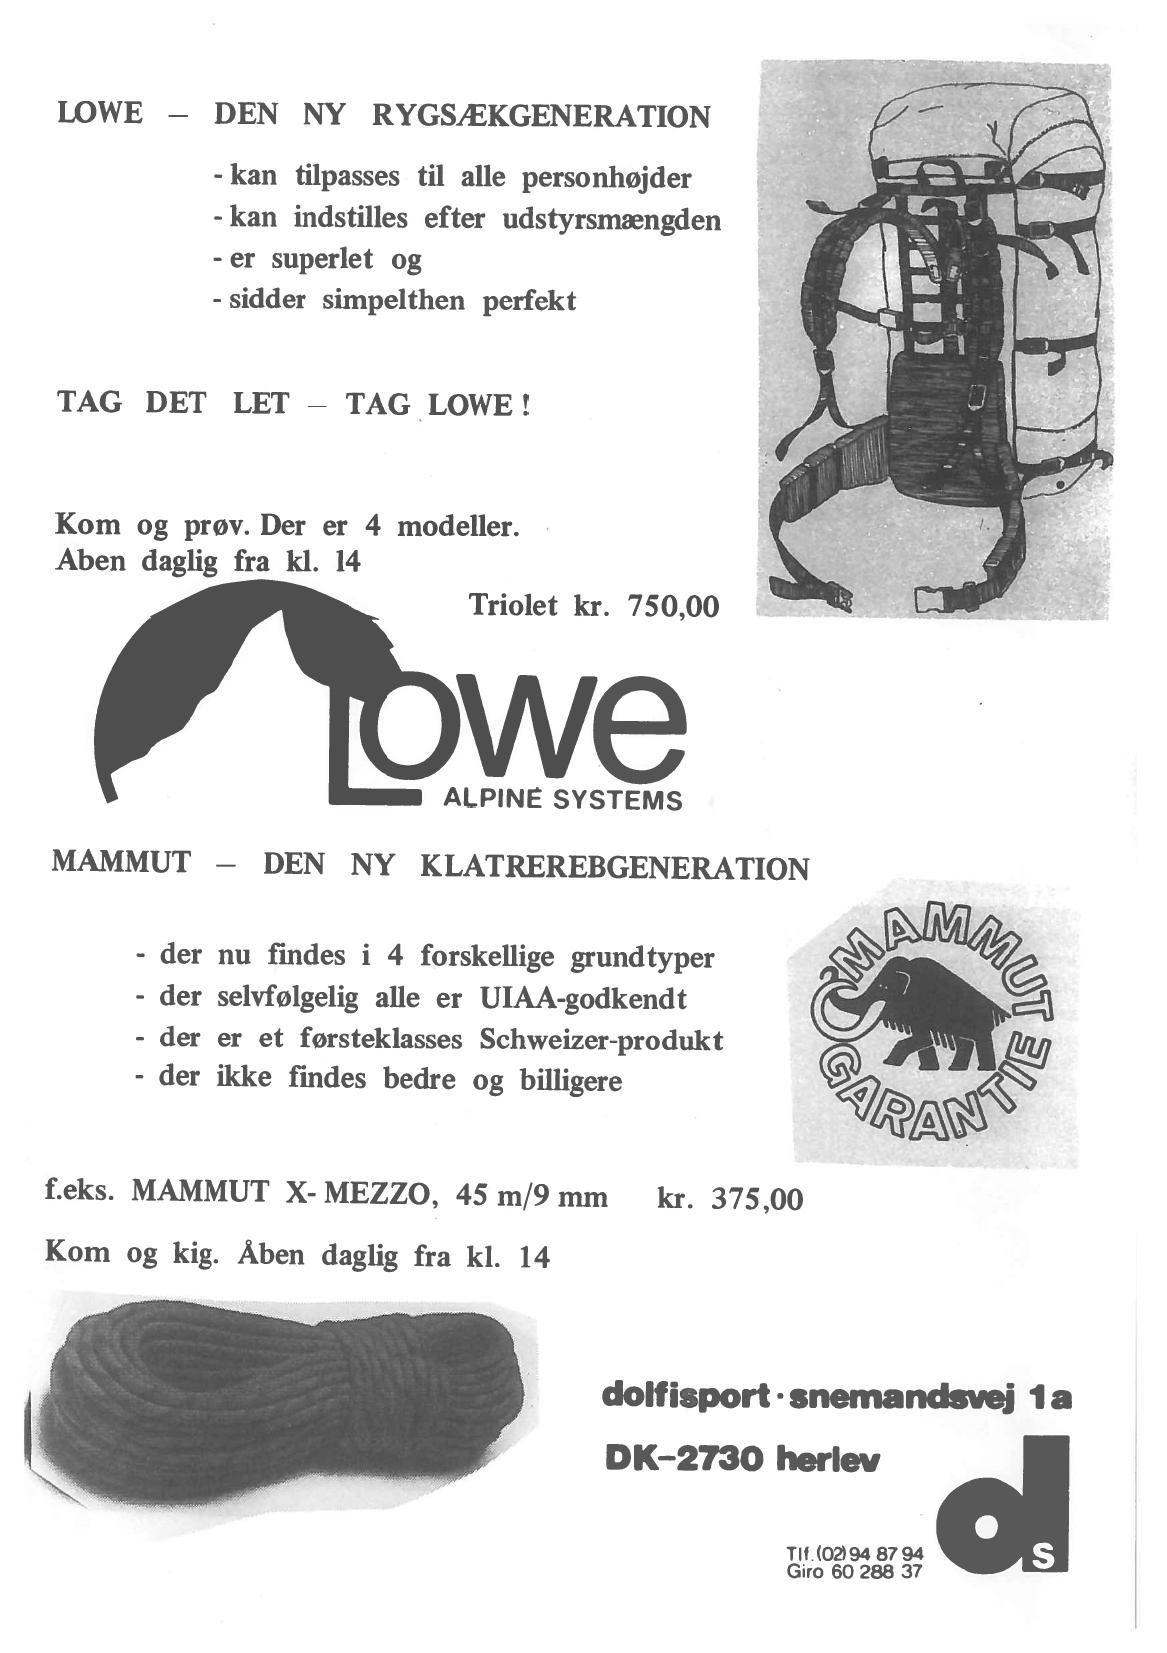 LOWE — DEN NY RYGSÆKGENERATION
- kan tilpasses til alle personhøjder
- kan indstilles efter udstyrsmængden
- er superlet og
- sidder simpelthen perfekt
TAG DET LET — TAG LOWE !
Kom og prøv. Der er 4 modeller.
Aben daglig fra kl. 14
Triolet kr. 750,00
Lowe
ALPINE SYSTEMS
MAMMUT — DEN NY KLATREREBGENERATION
- der nu findes i 4 forskellige grundtyper
- der selvfølgelig alle er UIAA-godkendt
- der er et førsteklasses Schweizer-produkt
- der ikke findes bedre og billigere
MAMMUT
GARANTIE
f.eks. MAMMUT X-MEZZO, 45 m/9 mm kr. 375,00
Kom og kig. Åben daglig fra kl. 14
dolfisport · snemandsvej 1a
DK-2730 herlev
ds
Tlf. (02) 94 87 94
Giro 60 288 37